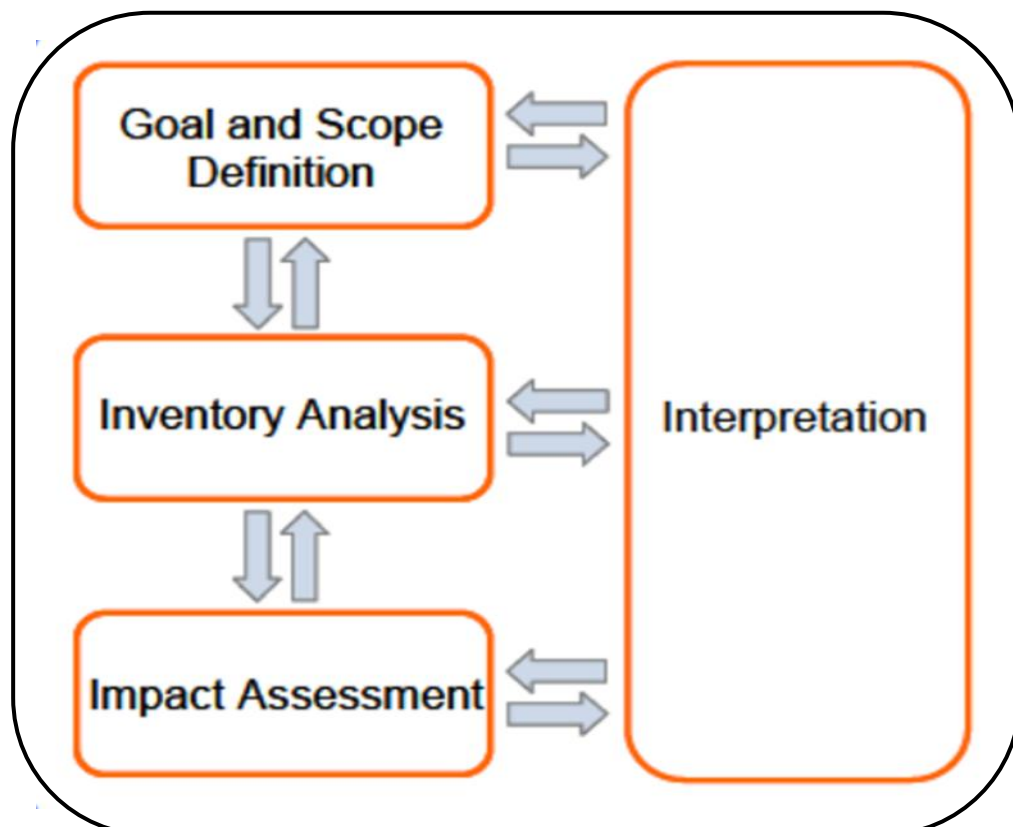 Goal and Scope
Definition
Inventory Analysis
Interpretation
Impact Assessment